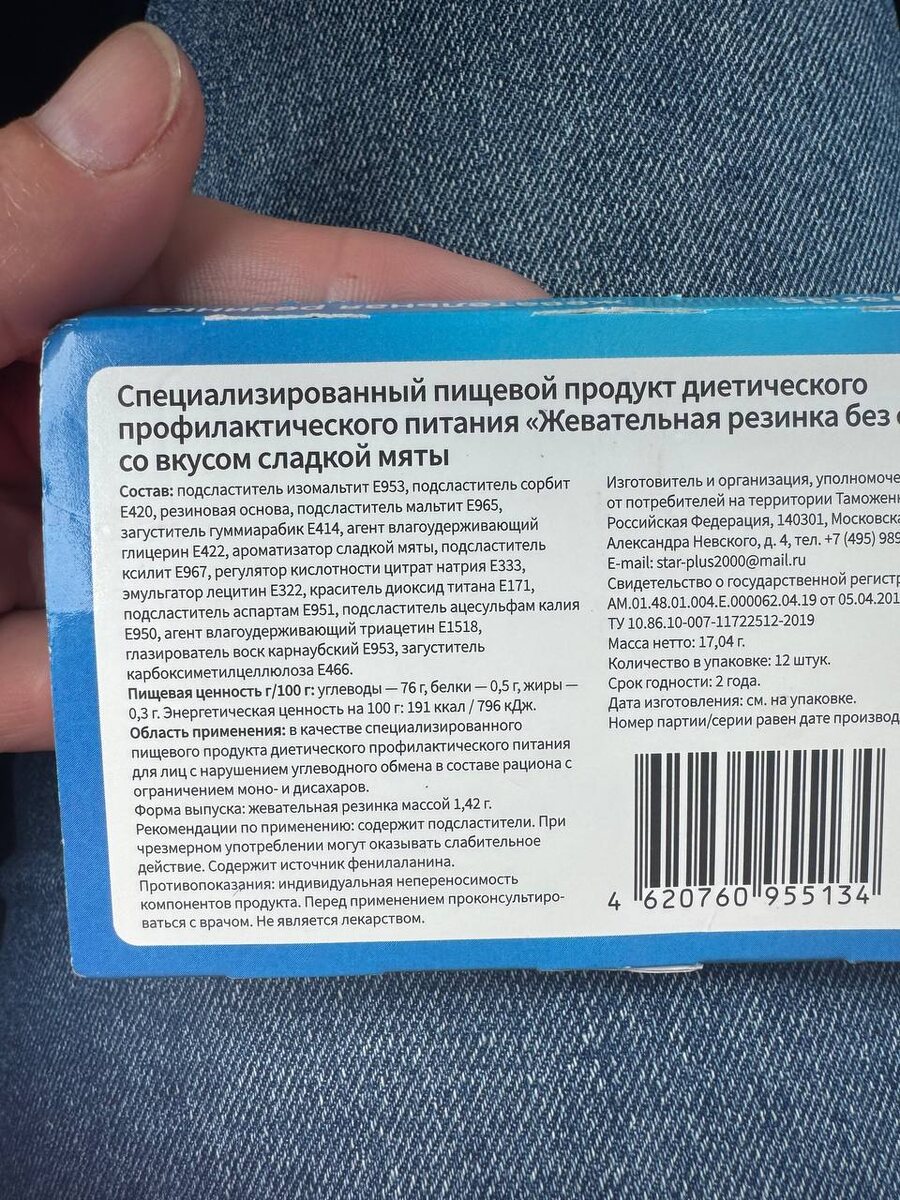 жевательная резинка
Специализированный пищевой продукт диетического
профилактического питания «Жевательная резинка без
со вкусом сладкой мяты
Состав: подсластитель изомальтит Е953, подсластитель сорбит
Е420, резиновая основа, подсластитель мальтит Е965,
загуститель гуммиарабик Е414, агент влагоудерживающий
глицерин Е422, ароматизатор сладкой мяты, подсластитель
ксилит Е967, регулятор кислотности цитрат натрия Е333,
эмульгатор лецитин Е322, краситель диоксид титана Е171,
подсластитель аспартам Е951, подсластитель ацесульфам калия
Е950, агент влагоудерживающий триацетин Е1518,
глазирователь воск карнаубский Е953, загуститель
карбоксиметилцеллюлоза Е466.
Пищевая ценность г/100 г: углеводы — 76 г, белки — 0,5 г, жиры —
0,3 г. Энергетическая ценность на 100 г: 191 ккал / 796 кДж.
Область применения: в качестве специализированного
пищевого продукта диетического профилактического питания
для лиц с нарушением углеводного обмена в составе рациона с
ограничением моно- и дисахаров.
Форма выпуска: жевательная резинка массой 1,42 г.
Рекомендации по применению: содержит подсластители. При
чрезмерном употреблении могут оказывать слабительное
действие. Содержит источник фенилаланина.
Противопоказания: индивидуальная непереносимость
компонентов продукта. Перед применением проконсультиро-
ваться с врачом. Не является лекарством.
Изготовитель и организация, уполномоче
от потребителей на территории Таможен
Российская Федерация, 140301, Московска
Александра Невского, д. 4, тел. +7 (495) 989
E-mail: star-plus2000@mail.ru
Свидетельство о государственной регистр
АМ.01.48.01.004.Е.000062.04.19 от 05.04.201
ТУ 10.86.10-007-11722512-2019
Масса нетто: 17,04 г.
Количество в упаковке: 12 штук.
Срок годности: 2 года.
Дата изготовления: см. на упаковке.
Номер партии/серии равен дате производ
4 620760 955134